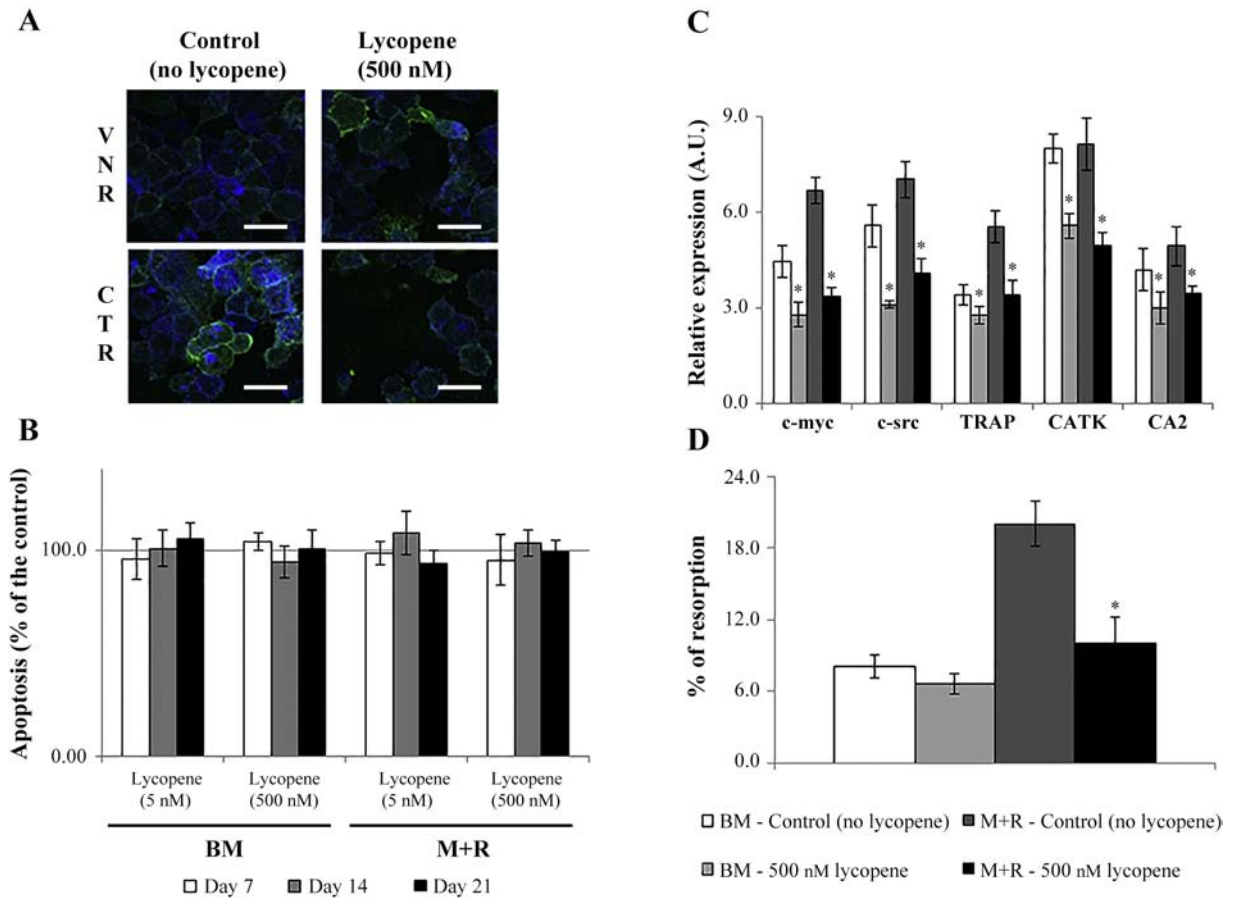 A
Control
(no lycopene)
Lycopene
(500 nM)
V
N
R
C
T
R
B
Apoptosis (% of the control)
100.0
0.00
Lycopene
(5 nM)
Lycopene
(500 nM)
Lycopene
(5 nM)
Lycopene
(500 nM)
BM
M+R
Day 7
Day 14
Day 21
C
Relative expression (A.U.)
9.0
6.0
3.0
0.0
* * * * * * * * * *
c-myc
c-src
TRAP
CATK
CA2
D
% of resorption
24.0
18.0
12.0
6.0
0.0
*
BM - Control (no lycopene)
M+R - Control (no lycopene)
BM - 500 nM lycopene
M+R - 500 nM lycopene